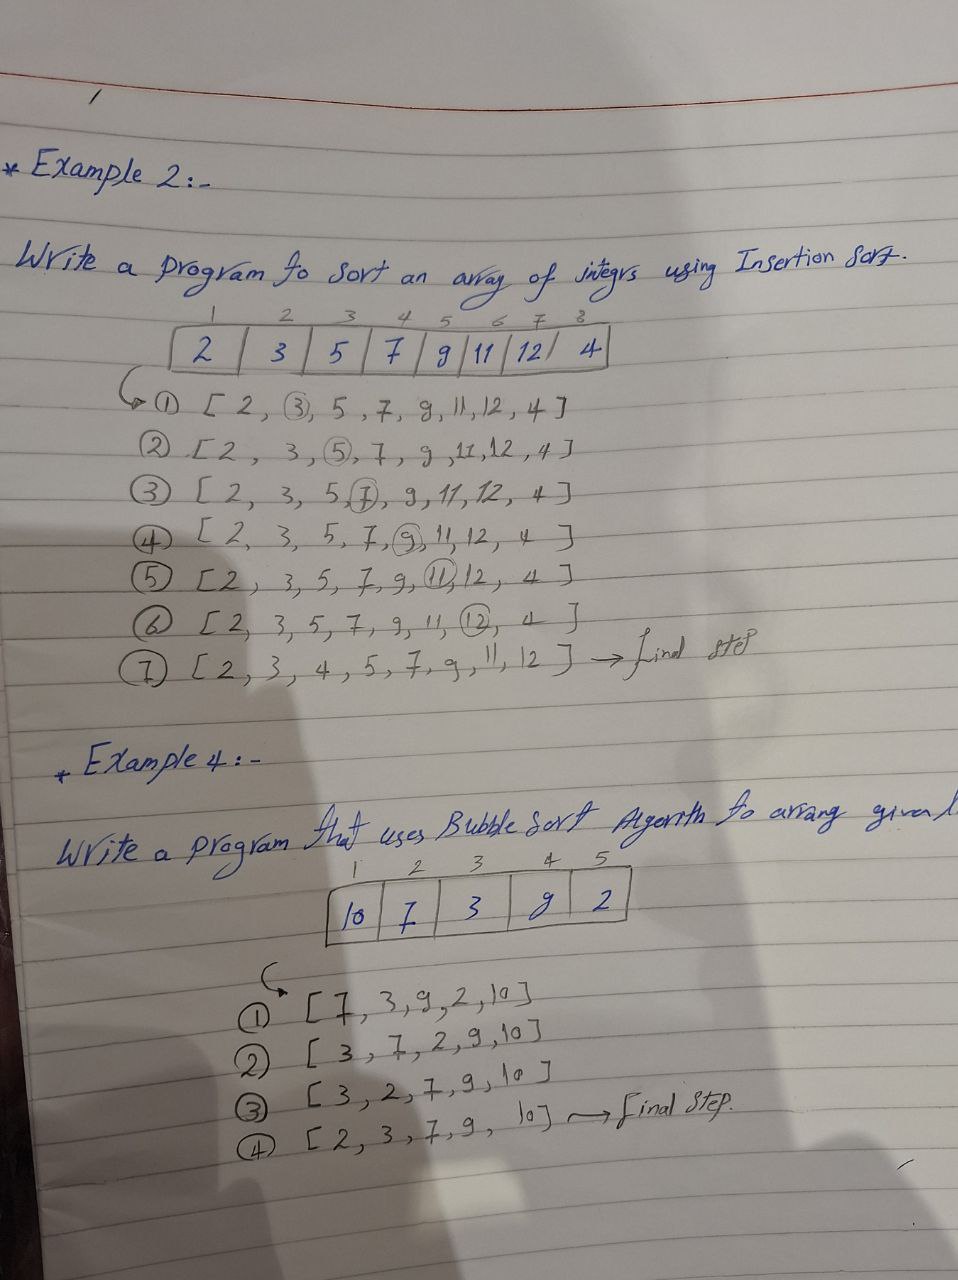 * Example 2:-
Write a program to sort an array of integrs using Insertion Sort.
1 2 3 4 5 6 7 8
2 3 5 7 9 11 12 4
① [ 2, 3, 5, 7, 9, 11, 12, 4 ]
② [ 2, 3, 5, 7, 9, 11, 12, 4 ]
③ [ 2, 3, 5, 7, 9, 11, 12, 4 ]
④ [ 2, 3, 5, 7, 9, 11, 12, 4 ]
⑤ [ 2, 3, 5, 7, 9, 11, 12, 4 ]
⑥ [ 2, 3, 5, 7, 9, 11, 12, 4 ]
⑦ [ 2, 3, 4, 5, 7, 9, 11, 12 ] → final step
* Example 4:-
Write a program that uses Bubble Sort Algorith to arrang given
1 2 3 4 5
10 7 3 9 2
① [ 7, 3, 9, 2, 10 ]
② [ 3, 7, 2, 9, 10 ]
③ [ 3, 2, 7, 9, 10 ]
④ [ 2, 3, 7, 9, 10 ] → final step.